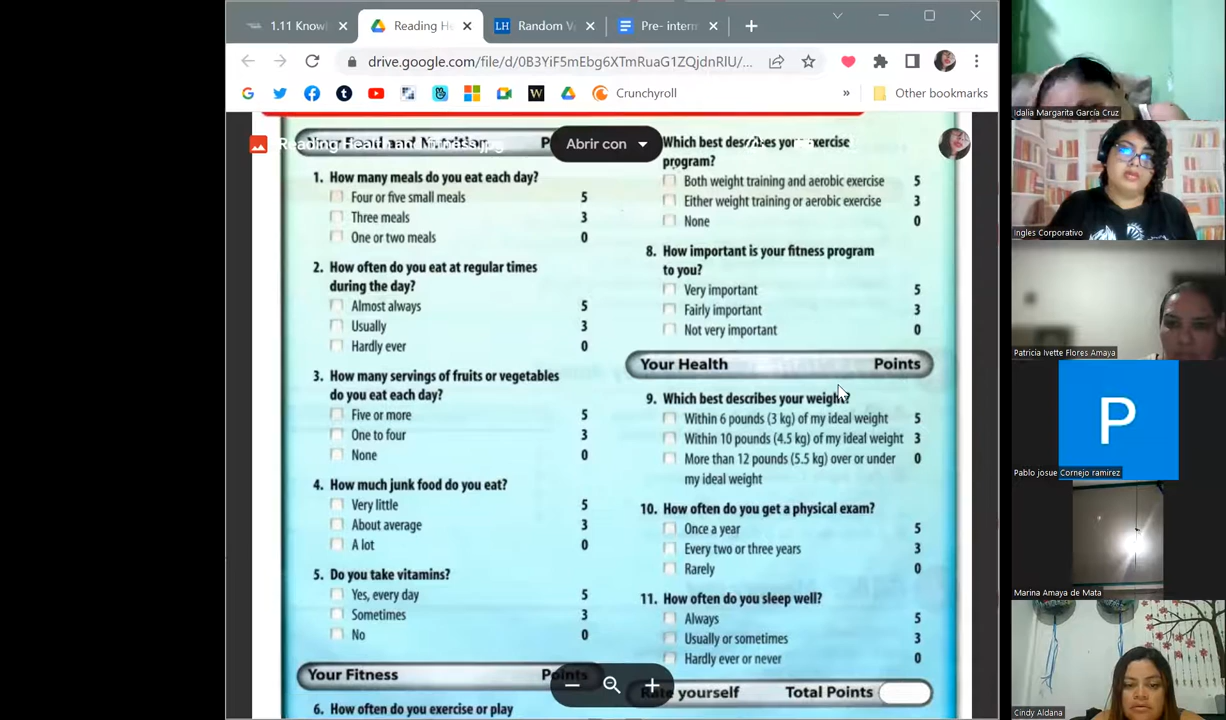 1.11 Know
Reading He
LH Random V
Pre- interm
drive.google.com/file/d/0B3YiF5mEbg6XTmRuaG1ZQjdnRlU/...
Crunchyroll
»
Other bookmarks
Reading Health and Fitness.jpg
Abrir con
1. How many meals do you eat each day?
Four or five small meals 5
Three meals 3
One or two meals 0
2. How often do you eat at regular times
during the day?
Almost always 5
Usually 3
Hardly ever 0
3. How many servings of fruits or vegetables
do you eat each day?
Five or more 5
One to four 3
None 0
4. How much junk food do you eat?
Very little 5
About average 3
A lot 0
5. Do you take vitamins?
Yes, every day 5
Sometimes 3
No 0
Your Fitness Points
6. How often do you exercise or play
Which best describes your exercise
program?
Both weight training and aerobic exercise 5
Either weight training or aerobic exercise 3
None 0
8. How important is your fitness program
to you?
Very important 5
Fairly important 3
Not very important 0
Your Health Points
9. Which best describes your weight?
Within 6 pounds (3 kg) of my ideal weight 5
Within 10 pounds (4.5 kg) of my ideal weight 3
More than 12 pounds (5.5 kg) over or under 0
my ideal weight
10. How often do you get a physical exam?
Once a year 5
Every two or three years 3
Rarely 0
11. How often do you sleep well?
Always 5
Usually or sometimes 3
Hardly ever or never 0
Rate yourself Total Points
Idalia Margarita García Cruz
Ingles Corporativo
Patricia Ivette Flores Amaya
P
Pablo josue Cornejo ramirez
Marina Amaya de Mata
Cindy Aldana